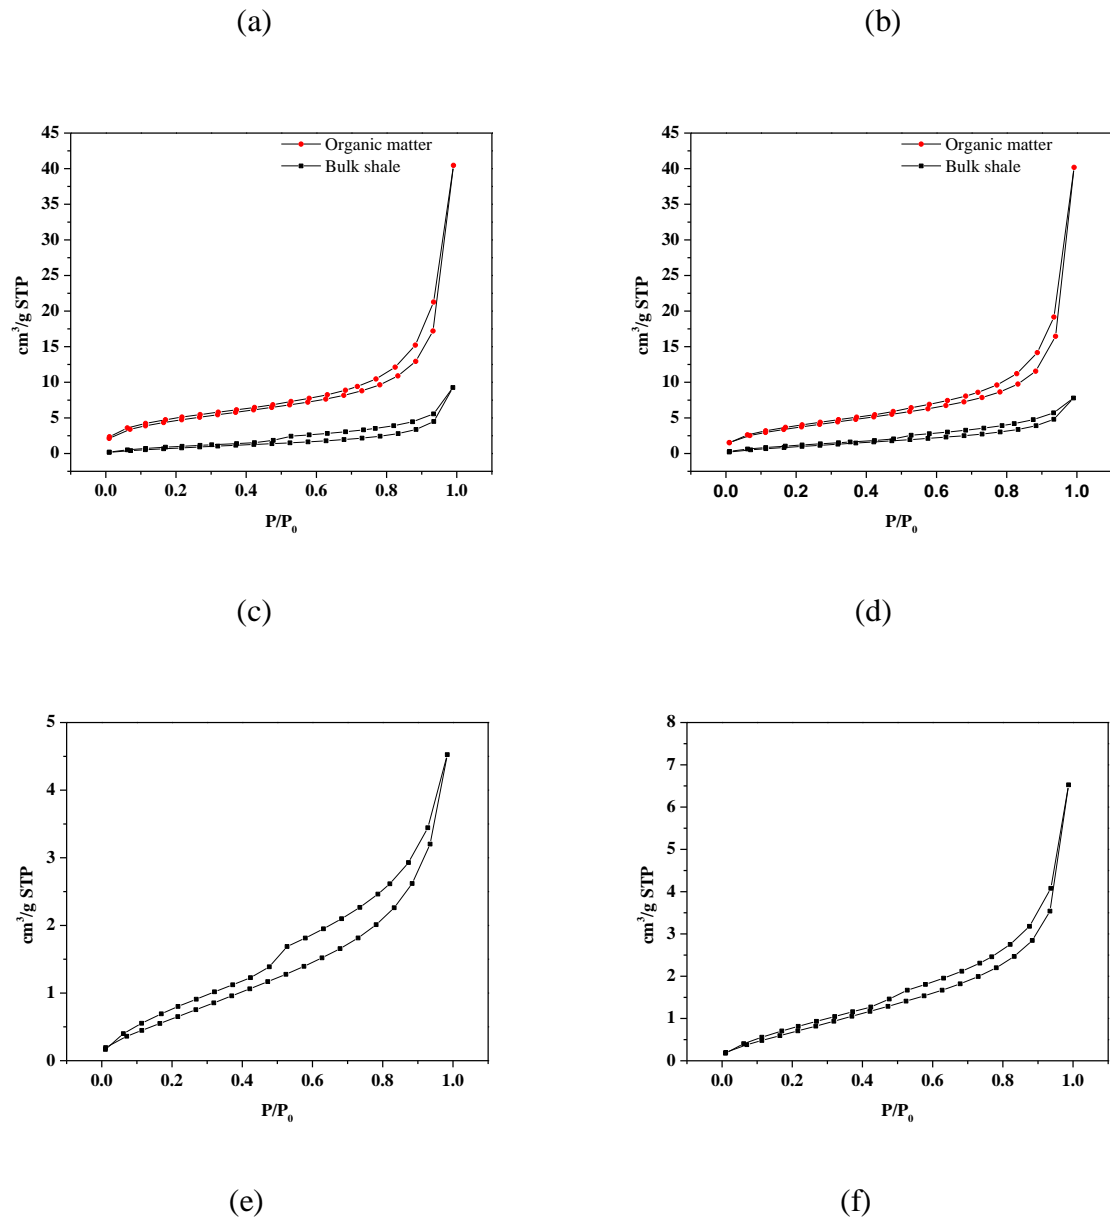 (a)
(b)
45
40
35
30
25
20
15
10
5
0
cm³/g STP
Organic matter
Bulk shale
0.0 0.2 0.4 0.6 0.8 1.0
P/P₀
45
40
35
30
25
20
15
10
5
0
cm³/g STP
Organic matter
Bulk shale
0.0 0.2 0.4 0.6 0.8 1.0
P/P₀
(c)
(d)
5
4
3
2
1
0
cm³/g STP
0.0 0.2 0.4 0.6 0.8 1.0
P/P₀
8
7
6
5
4
3
2
1
0
cm³/g STP
0.0 0.2 0.4 0.6 0.8 1.0
P/P₀
(e)
(f)